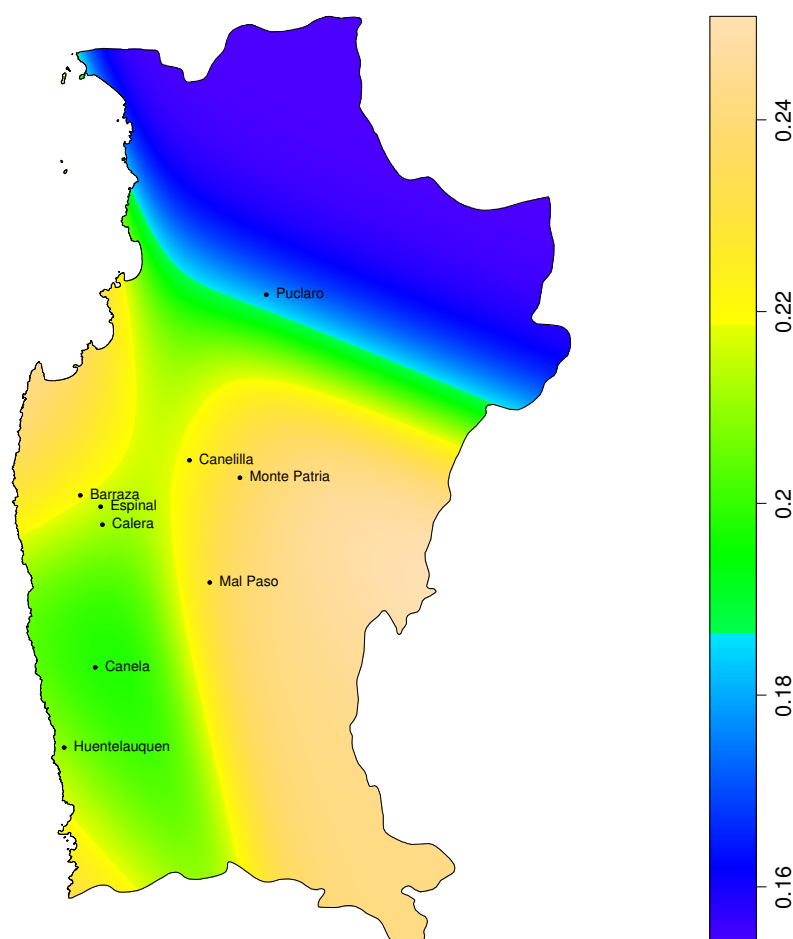 Puclaro
Canelilla
Monte Patria
Barraza
Espinal
Calera
Mal Paso
Canela
Huentelauquen
0.24
0.22
0.2
0.18
0.16